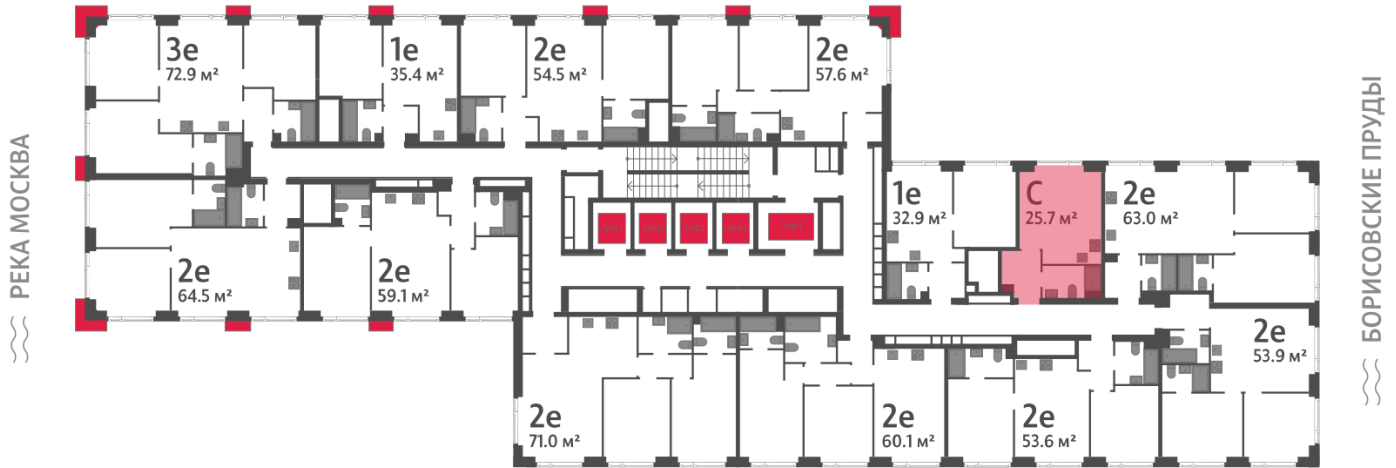 РЕКА МОСКВА
3е
72.9 м²
1е
35.4 м²
2е
54.5 м²
2е
57.6 м²
1е
32.9 м²
С
25.7 м²
2е
63.0 м²
2е
64.5 м²
2е
59.1 м²
2е
53.9 м²
2е
71.0 м²
2е
60.1 м²
2е
53.6 м²
БОРИСОВСКИЕ ПРУДЫ